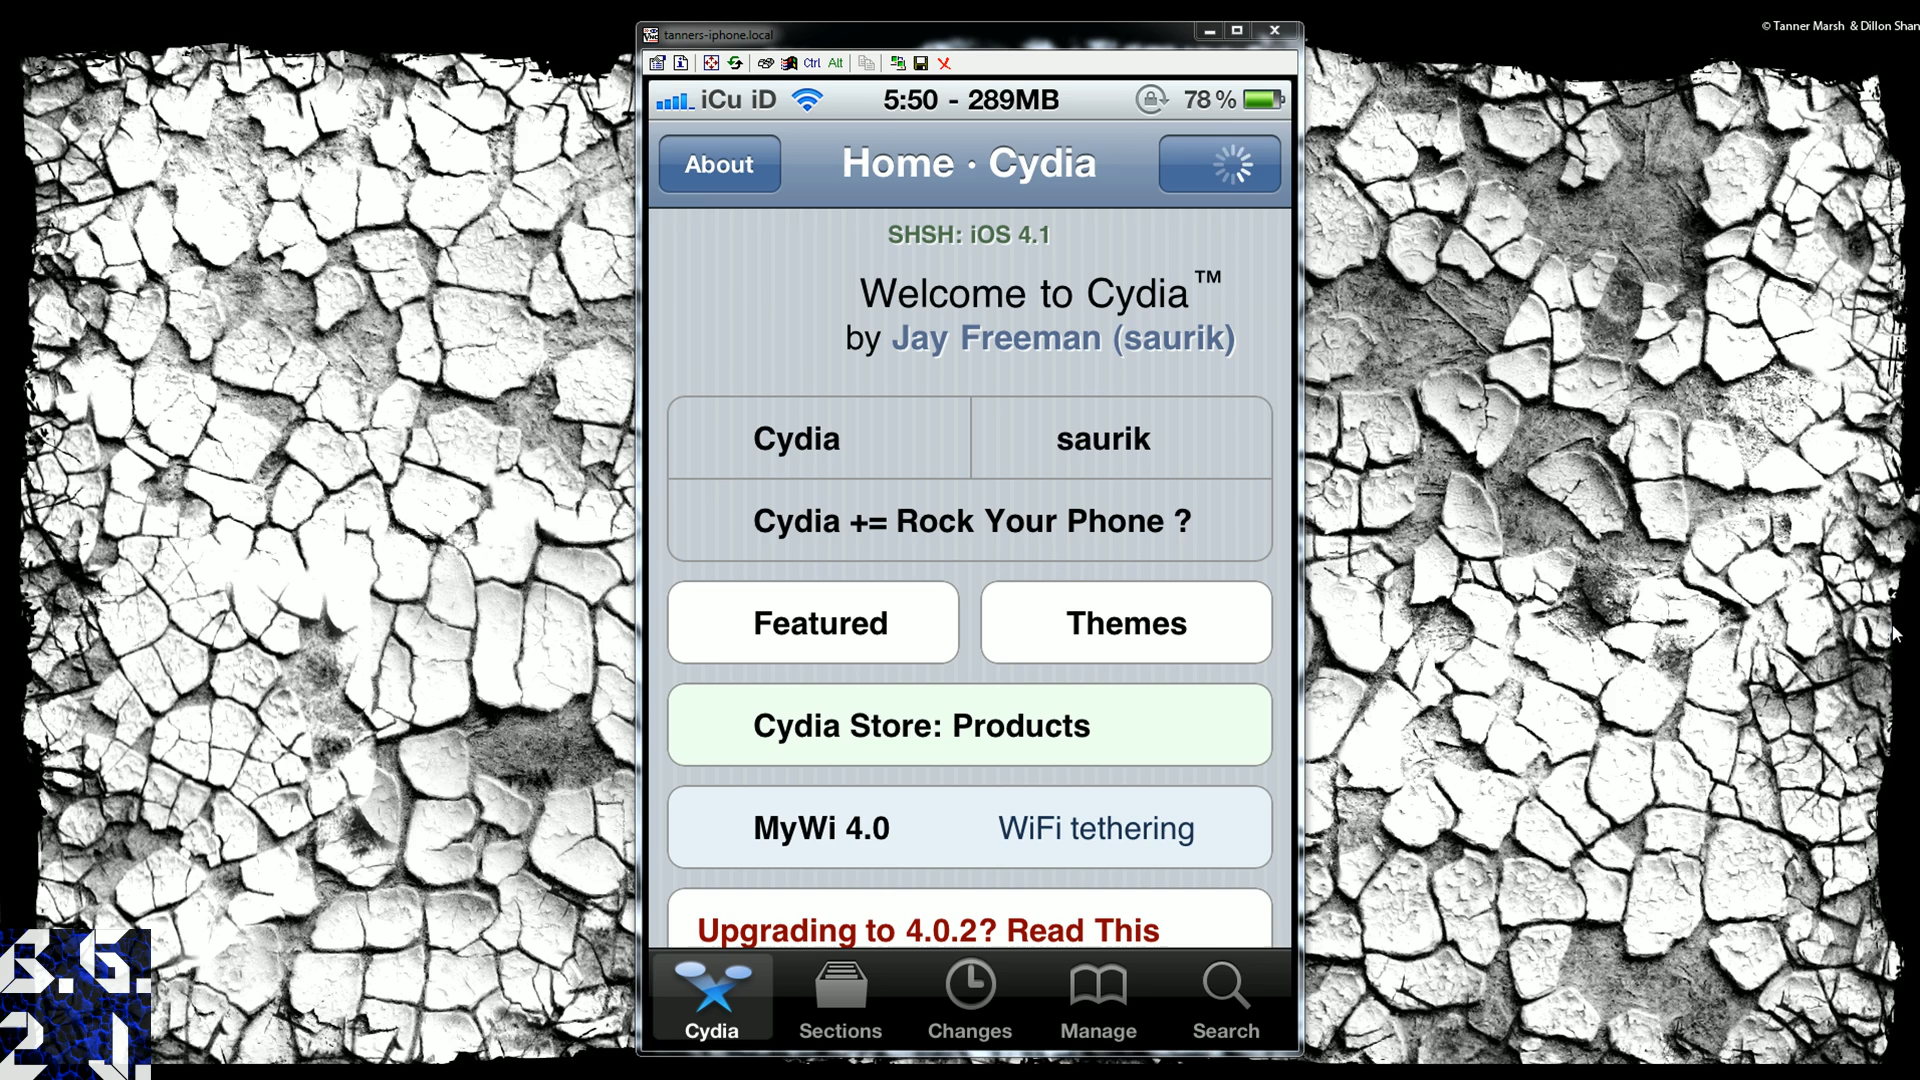 © Tanner Marsh & Dillon Shan
tanners-iphone.local
Ctrl Alt
iCu iD 5:50 - 289MB 78%
About Home · Cydia
SHSH: iOS 4.1
Welcome to Cydia™
by Jay Freeman (saurik)
Cydia saurik
Cydia += Rock Your Phone ?
Featured Themes
Cydia Store: Products
MyWi 4.0 WiFi tethering
Upgrading to 4.0.2? Read This
Cydia Sections Changes Manage Search